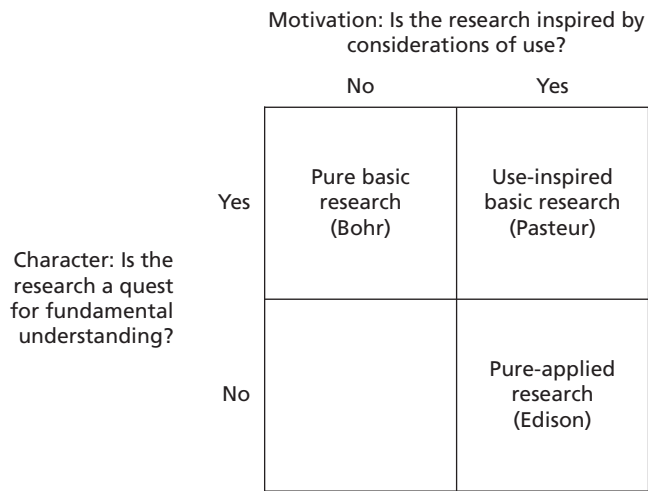 Motivation: Is the research inspired by
considerations of use?
No
Yes
Yes
Pure basic
research
(Bohr)
Use-inspired
basic research
(Pasteur)
Character: Is the
research a quest
for fundamental
understanding?
No
Pure-applied
research
(Edison)